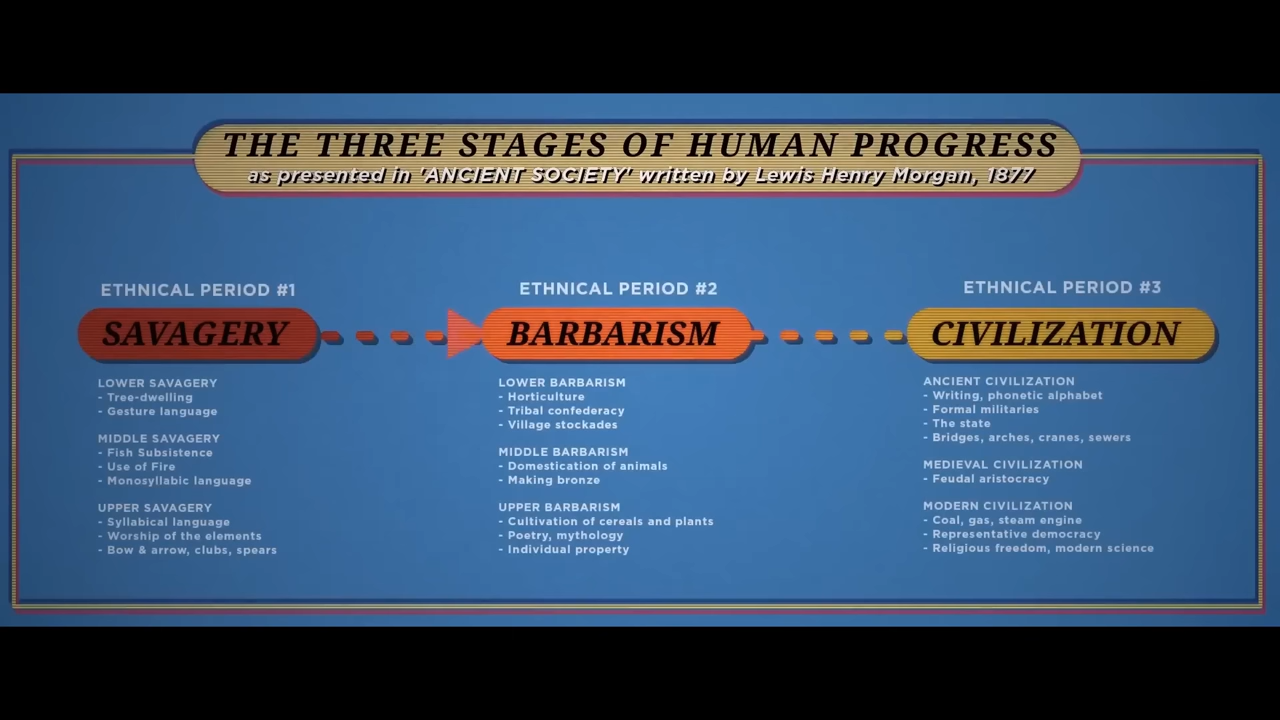 THE THREE STAGES OF HUMAN PROGRESS
as presented in 'ANCIENT SOCIETY' written by Lewis Henry Morgan, 1877
ETHNICAL PERIOD #1
SAVAGERY
LOWER SAVAGERY
- Tree-dwelling
- Gesture language
MIDDLE SAVAGERY
- Fish Subsistence
- Use of Fire
- Monosyllabic language
UPPER SAVAGERY
- Syllabical language
- Worship of the elements
- Bow & arrow, clubs, spears
ETHNICAL PERIOD #2
BARBARISM
LOWER BARBARISM
- Horticulture
- Tribal confederacy
- Village stockades
MIDDLE BARBARISM
- Domestication of animals
- Making bronze
UPPER BARBARISM
- Cultivation of cereals and plants
- Poetry, mythology
- Individual property
ETHNICAL PERIOD #3
CIVILIZATION
ANCIENT CIVILIZATION
- Writing, phonetic alphabet
- Formal militaries
- The state
- Bridges, arches, cranes, sewers
MEDIEVAL CIVILIZATION
- Feudal aristocracy
MODERN CIVILIZATION
- Coal, gas, steam engine
- Representative democracy
- Religious freedom, modern science